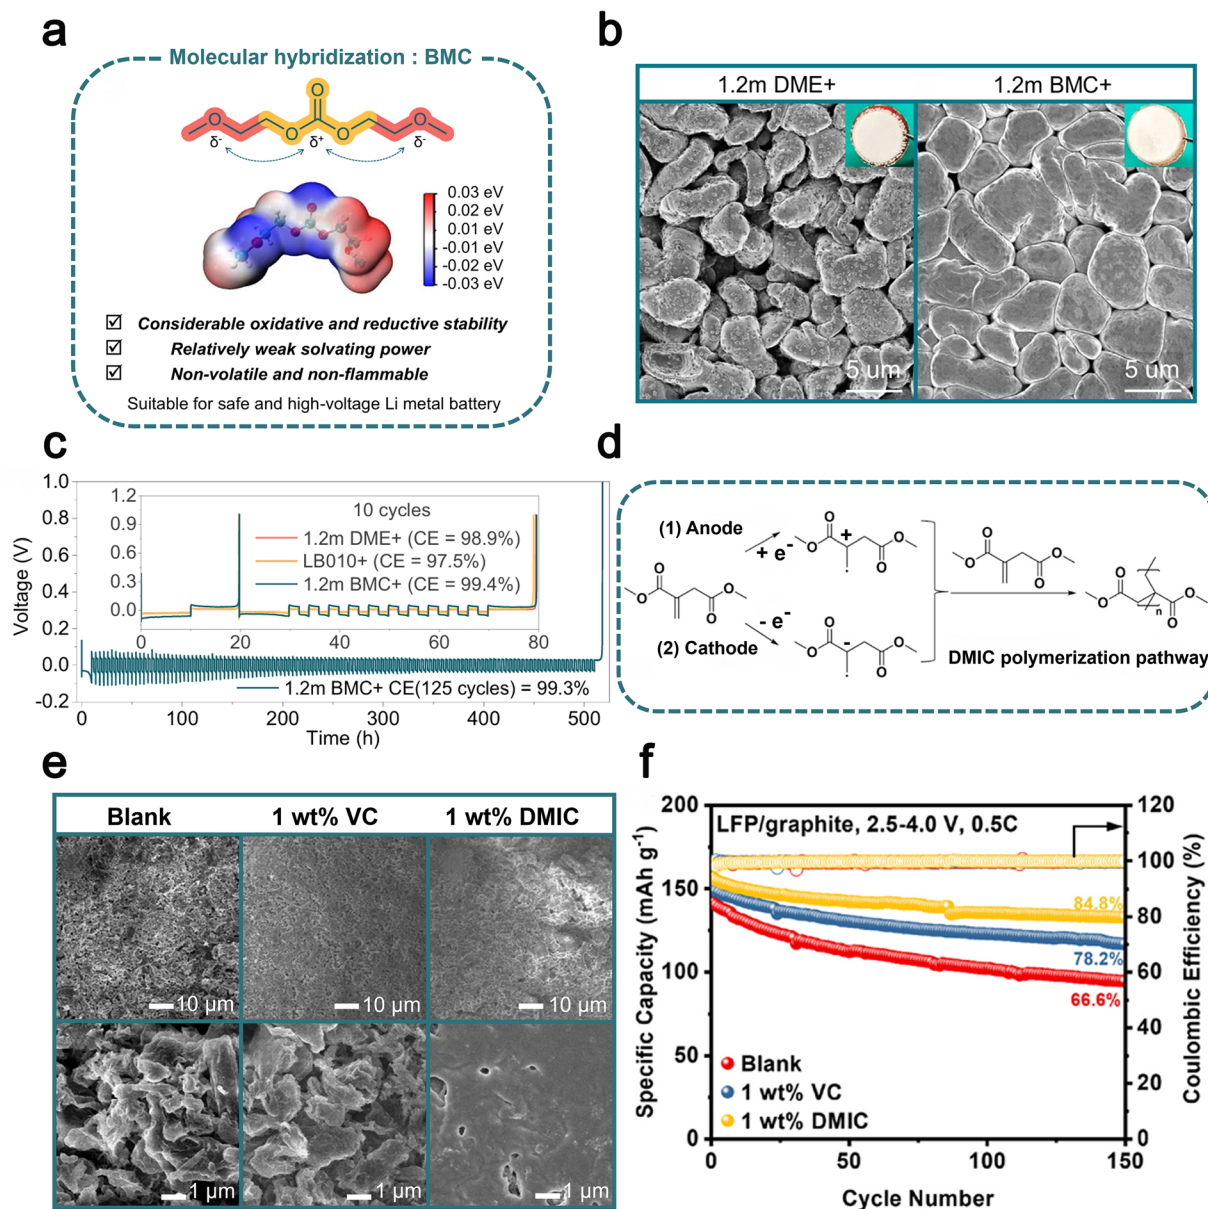 a
Molecular hybridization : BMC
O
O
O
O
O
δ-
δ+
δ-
0.03 eV
0.02 eV
0.01 eV
-0.01 eV
-0.02 eV
-0.03 eV
Considerable oxidative and reductive stability
Relatively weak solvating power
Non-volatile and non-flammable
Suitable for safe and high-voltage Li metal battery
b
1.2m DME+
1.2m BMC+
5 um
5 um
c
Voltage (V)
1.0
0.8
0.6
0.4
0.2
0.0
-0.2
1.2
0.9
0.6
0.3
0.0
10 cycles
1.2m DME+ (CE = 98.9%)
LB010+ (CE = 97.5%)
1.2m BMC+ (CE = 99.4%)
0 20 40 60 80
1.2m BMC+ CE(125 cycles) = 99.3%
0 100 200 300 400 500
Time (h)
d
(1) Anode
+ e-
- e-
(2) Cathode
O
O
O
O
O
O
+
O
O
O
O
-
O
O
O
O
O
O
O
O
O
O
n
DMIC polymerization pathway
e
Blank
1 wt% VC
1 wt% DMIC
10 µm
10 µm
10 µm
1 µm
1 µm
1 µm
f
Specific Capacity (mAh g-1)
200
150
100
50
0
LFP/graphite, 2.5-4.0 V, 0.5C
84.8%
78.2%
66.6%
Blank
1 wt% VC
1 wt% DMIC
0 50 100 150
Cycle Number
120
100
80
60
40
20
0
Coulombic Efficiency (%)